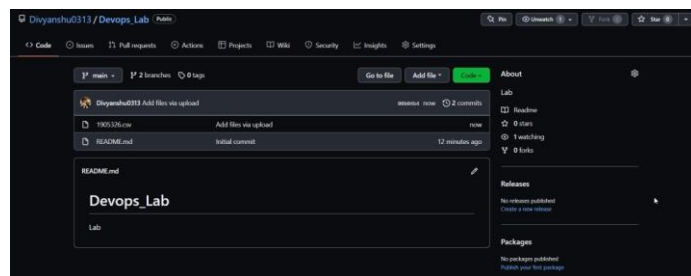 Divyanshu0313 / Devops_Lab Public
Pin Unwatch 1 Fork 0 Star 0
Code Issues Pull requests Actions Projects Wiki Security Insights Settings
main 2 branches 0 tags Go to file Add file Code
Divyanshu0313 Add files via upload now 2 commits
1905326.csv Add files via upload now
README.md Initial commit 12 minutes ago
README.md
Devops_Lab
Lab
About
Lab
Readme
0 stars
1 watching
0 forks
Releases
No releases published
Create a new release
Packages
No packages published
Publish your first package